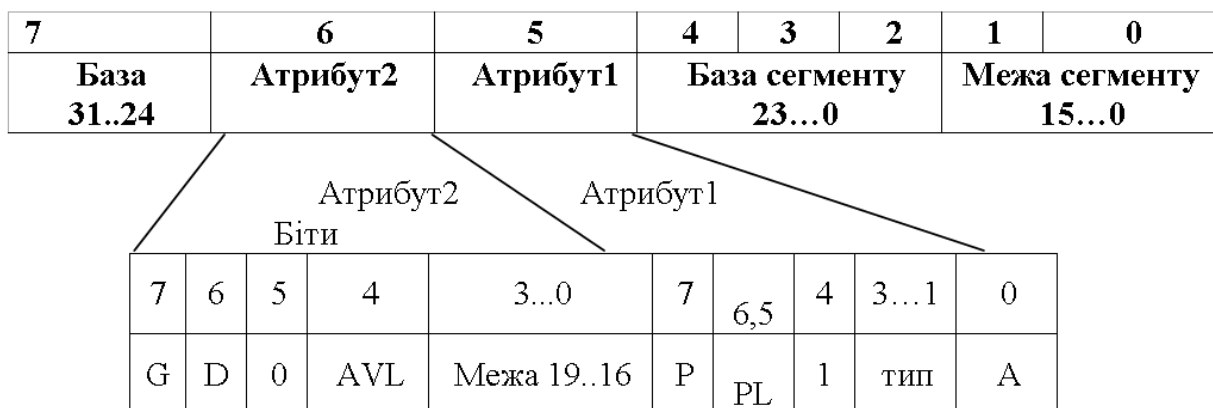 7 6 5 4 3 2 1 0
База Атрибут2 Атрибут1 База сегменту Межа сегменту
31..24 23…0 15…0
Атрибут2 Атрибут1
Біти
7 6 5 4 3...0 7 6,5 4 3…1 0
G D 0 AVL Межа 19..16 P PL 1 тип A